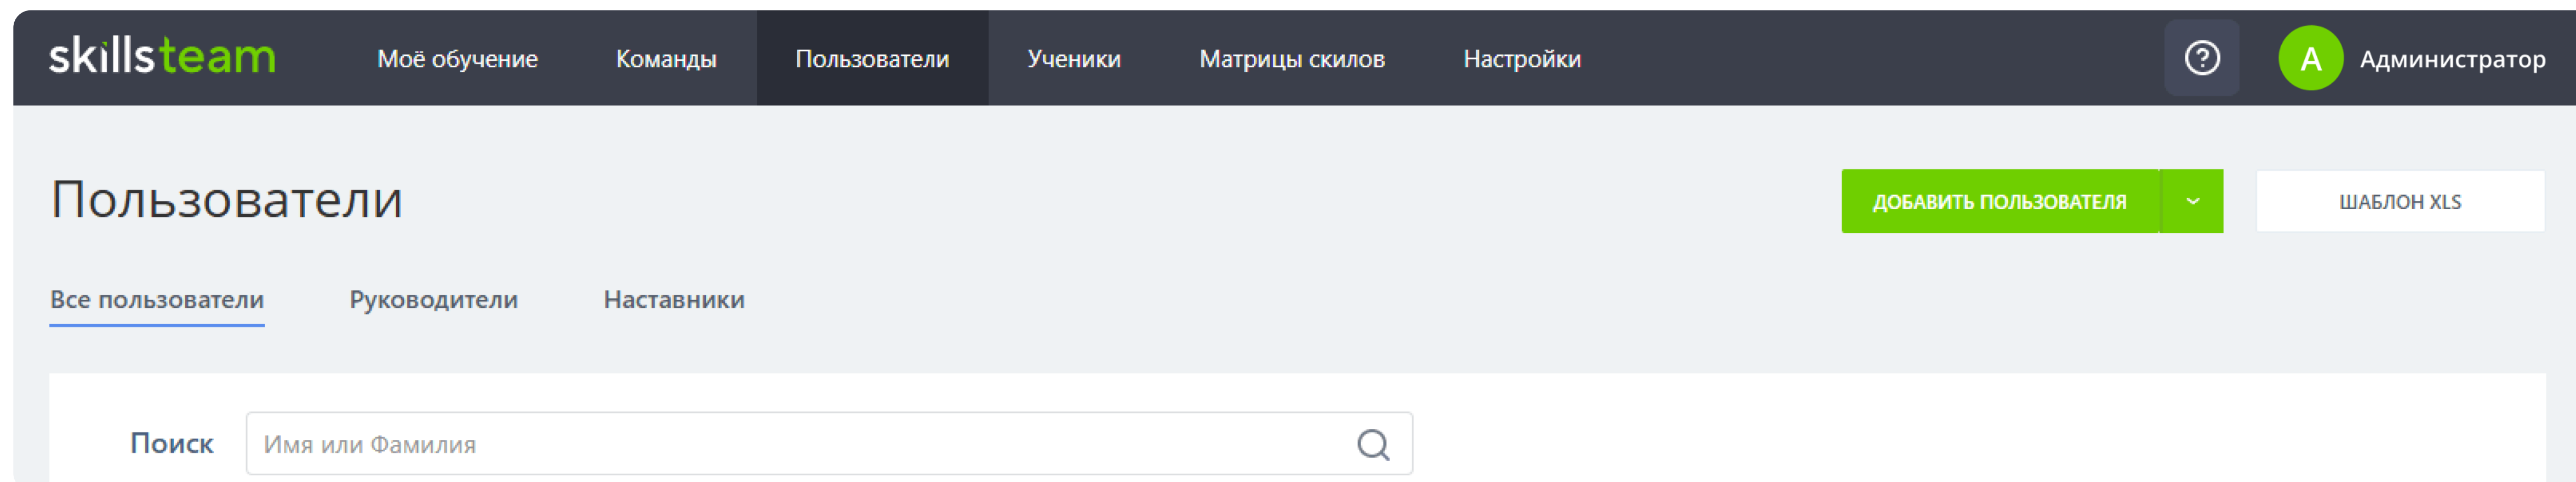 skillsteam Моё обучение Команды Пользователи Ученики Матрицы скилов Настройки ? А Администратор
Пользователи ДОБАВИТЬ ПОЛЬЗОВАТЕЛЯ ШАБЛОН XLS
Все пользователи Руководители Наставники
Поиск Имя или Фамилия